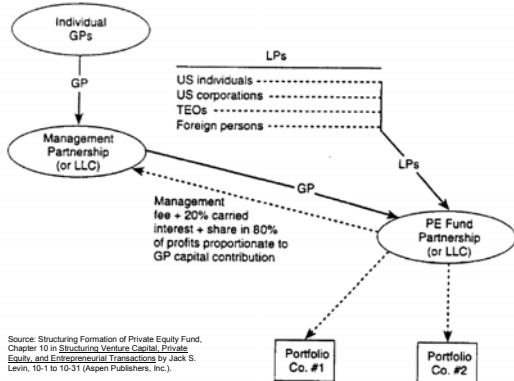 Individual
GPs
GP
LPs
US individuals
US corporations
TEOs
Foreign persons
Management
Partnership
(or LLC)
LPs
GP
Management
fee + 20% carried
interest + share in 80%
of profits proportionate to
GP capital contribution
PE Fund
Partnership
(or LLC)
Source: Structuring Formation of Private Equity Fund,
Chapter 10 in Structuring Venture Capital, Private
Equity, and Entrepreneurial Transactions by Jack S.
Levin, 10-1 to 10-31 (Aspen Publishers, Inc.).
Portfolio
Co. #1
Portfolio
Co. #2